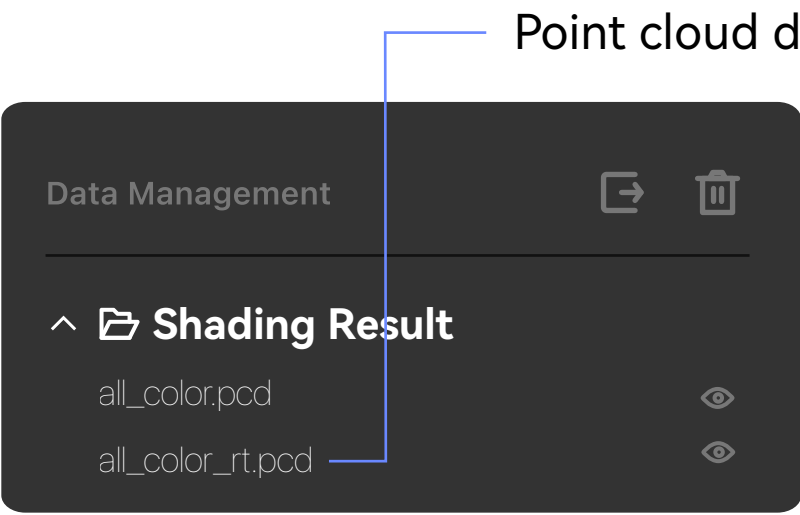 Point cloud d
Data Management
Shading Result
all_color.pcd
all_color_rt.pcd